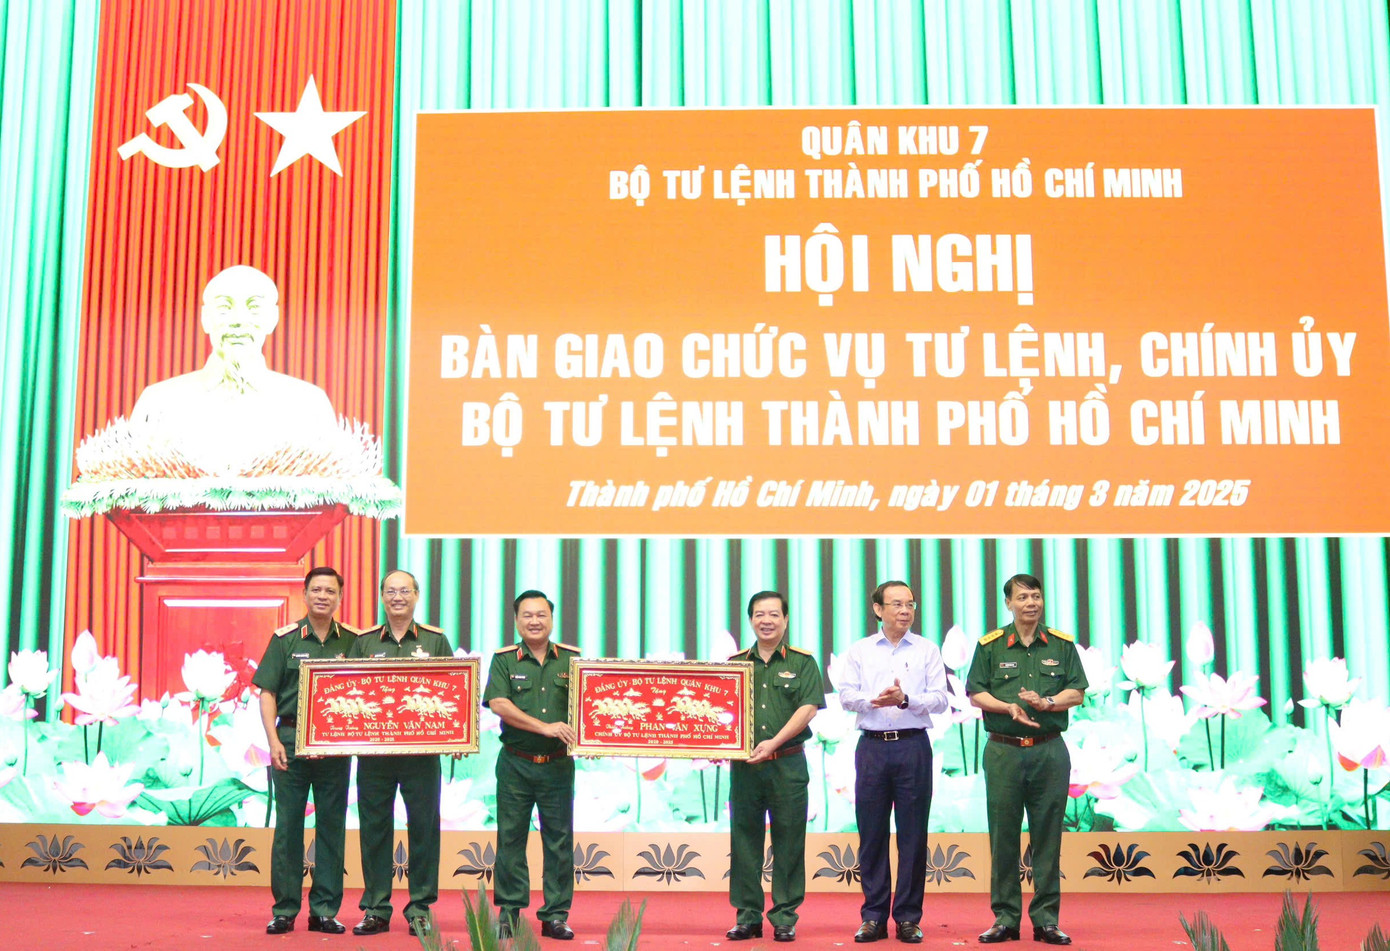 QUÂN KHU 7
BỘ TƯ LỆNH THÀNH PHỐ HỒ CHÍ MINH
HỘI NGHỊ
BÀN GIAO CHỨC VỤ TƯ LỆNH, CHÍNH ỦY
BỘ TƯ LỆNH THÀNH PHỐ HỒ CHÍ MINH
Thành phố Hồ Chí Minh, ngày 01 tháng 3 năm 2025
ĐẢNG ỦY - BỘ TƯ LỆNH QUÂN KHU 7
Tặng
NGUYỄN VĂN NAM
TƯ LỆNH BỘ TƯ LỆNH THÀNH PHỐ HỒ CHÍ MINH
ĐẢNG ỦY - BỘ TƯ LỆNH QUÂN KHU 7
Tặng
PHAN VĂN XỰNG
CHÍNH ỦY BỘ TƯ LỆNH THÀNH PHỐ HỒ CHÍ MINH